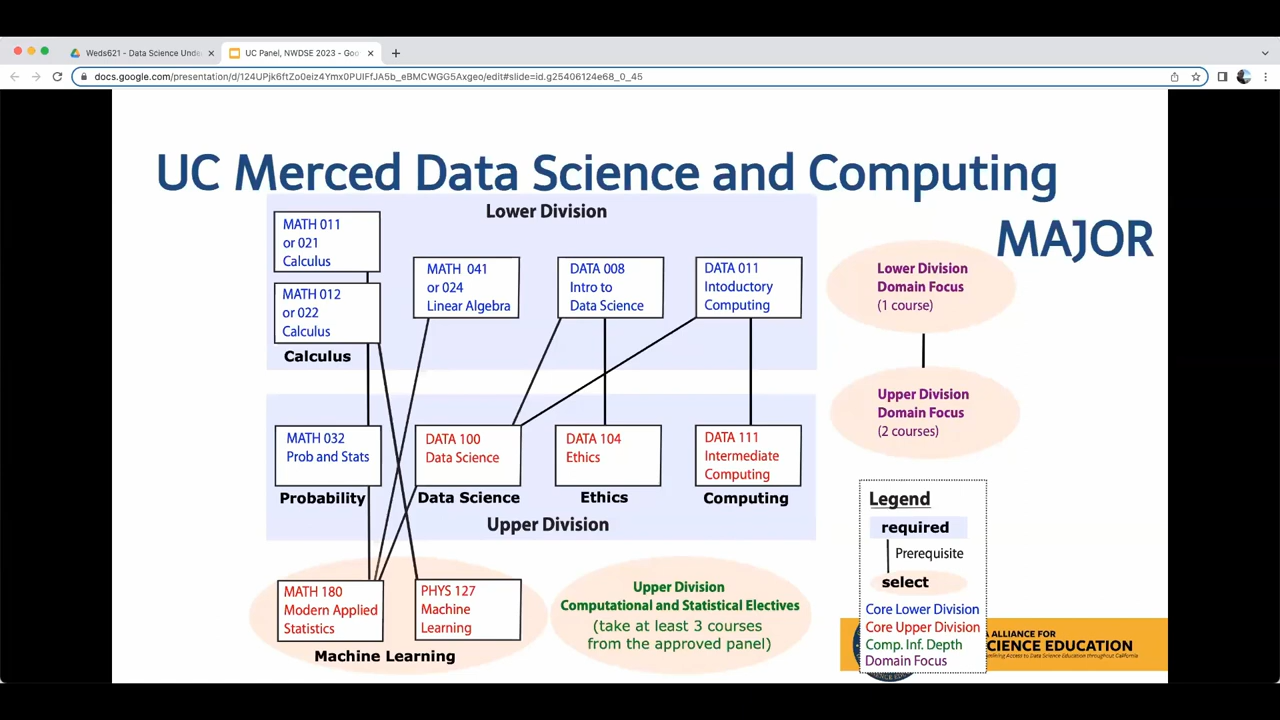 Weds621 - Data Science Unde
UC Panel, NWDSE 2023 - Goo
docs.google.com/presentation/d/124UPjk6ftZo0eiz4Ymx0PUIFfJA5b_eBMCWGG5Axgeo/edit#slide=id.g25406124e68_0_45
UC Merced Data Science and Computing
MAJOR
Lower Division
MATH 011
or 021
Calculus
MATH 012
or 022
Calculus
Calculus
MATH 041
or 024
Linear Algebra
DATA 008
Intro to
Data Science
DATA 011
Intoductory
Computing
Lower Division
Domain Focus
(1 course)
Upper Division
Domain Focus
(2 courses)
MATH 032
Prob and Stats
Probability
DATA 100
Data Science
Data Science
DATA 104
Ethics
Ethics
DATA 111
Intermediate
Computing
Computing
Upper Division
MATH 180
Modern Applied
Statistics
PHYS 127
Machine
Learning
Machine Learning
Upper Division
Computational and Statistical Electives
(take at least 3 courses
from the approved panel)
Legend
required
Prerequisite
select
Core Lower Division
Core Upper Division
Comp. Inf. Depth
Domain Focus
A ALLIANCE FOR
CIENCE EDUCATION
Access to Data Science Education throughout California